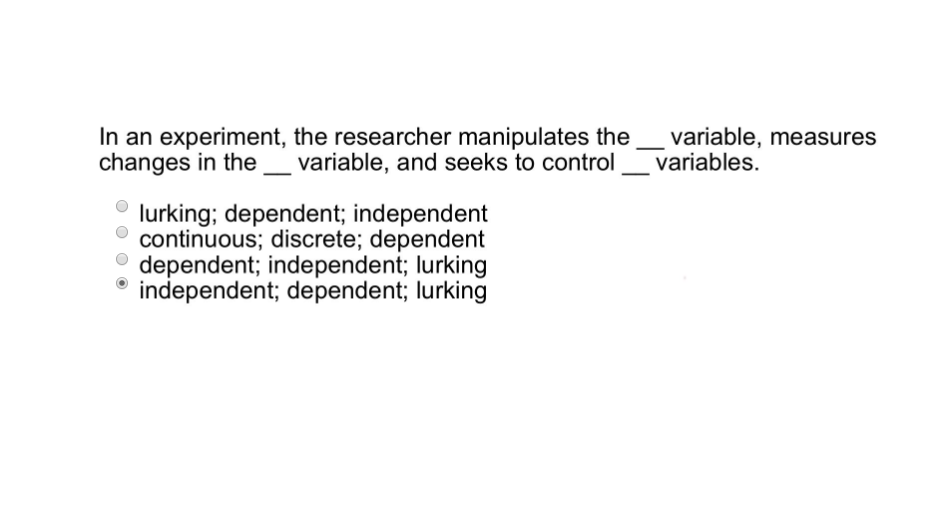 In an experiment, the researcher manipulates the __ variable, measures
changes in the __ variable, and seeks to control __ variables.
lurking; dependent; independent
continuous; discrete; dependent
dependent; independent; lurking
independent; dependent; lurking